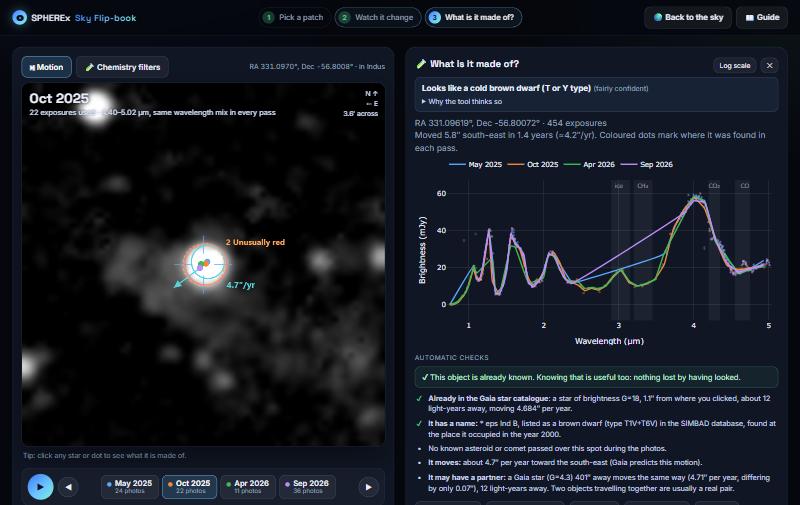 SPHEREx Sky Flip-book
1 Pick a patch
2 Watch it change
3 What is it made of?
Back to the sky
Guide
Motion
Chemistry filters
RA 331.0970°, Dec -56.8008° · in Indus
Oct 2025
22 exposures
5.02 µm, same wavelength mix in every pass
N ↑
← E
3.6' across
2 Unusually red
4.7"/yr
Tip: click any star or dot to see what it is made of.
May 2025
24 photos
Oct 2025
22 photos
Apr 2026
11 photos
Sep 2026
36 photos
What is it made of?
Log scale
Looks like a cold brown dwarf (T or Y type) (fairly confident)
Why the tool thinks so
RA 331.09619°, Dec -56.80072° · 454 exposures
Moved 5.8" south-east in 1.4 years (≈4.2"/yr). Coloured dots mark where it was found in
each pass.
May 2025 Oct 2025 Apr 2026 Sep 2026
ice CH₄ CO₂ CO
Brightness (mJy)
60
40
20
0
1 2 3 4 5
Wavelength (µm)
AUTOMATIC CHECKS
✓ This object is already known. Knowing that is useful too: nothing lost by having looked.
✓ Already in the Gaia star catalogue: a star of brightness G=18, 1.1" from where you clicked, about 12
light-years away, moving 4.684" per year.
✓ It has a name: * eps Ind B, listed as a brown dwarf (type T1V+T6V) in the SIMBAD database, found at
the place it occupied in the year 2000.
• No known asteroid or comet passed over this spot during the photos.
• It moves: about 4.7" per year toward the south-east (Gaia predicts this motion).
• It may have a partner: a Gaia star (G=4.3) 401" away moves the same way (4.71" per year, differing
by only 0.07"), 12 light-years away. Two objects travelling together are usually a real pair.